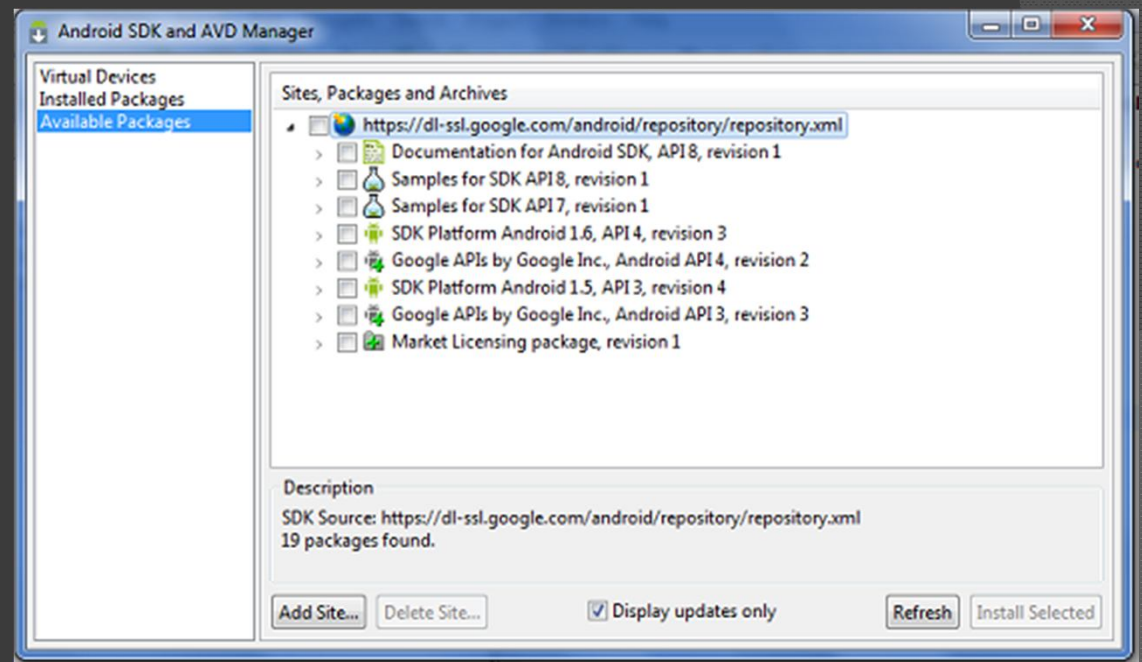 Android SDK and AVD Manager
Virtual Devices
Installed Packages
Available Packages
Sites, Packages and Archives
https://dl-ssl.google.com/android/repository/repository.xml
Documentation for Android SDK, API 8, revision 1
Samples for SDK API 8, revision 1
Samples for SDK API 7, revision 1
SDK Platform Android 1.6, API 4, revision 3
Google APIs by Google Inc., Android API 4, revision 2
SDK Platform Android 1.5, API 3, revision 4
Google APIs by Google Inc., Android API 3, revision 3
Market Licensing package, revision 1
Description
SDK Source: https://dl-ssl.google.com/android/repository/repository.xml
19 packages found.
Add Site... Delete Site... Display updates only Refresh Install Selected